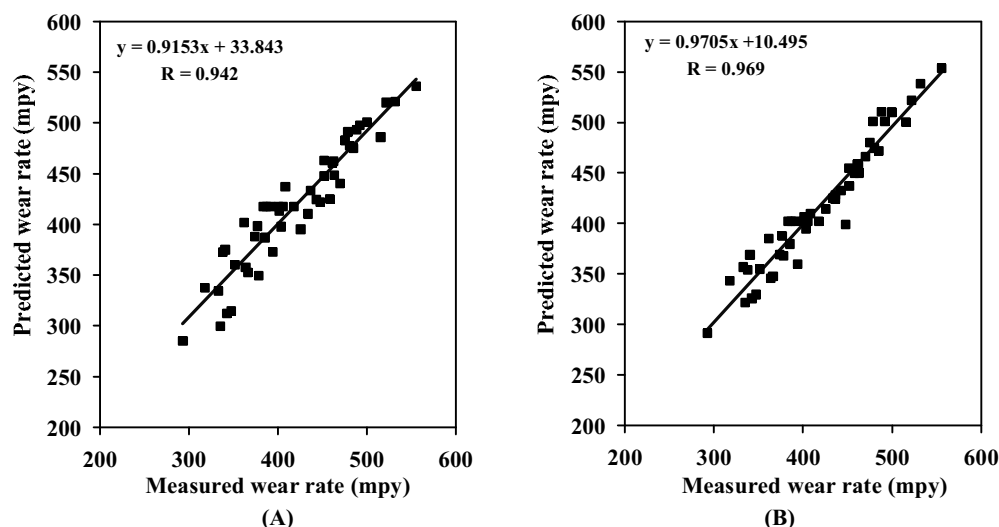 y = 0.9153x + 33.843
R = 0.942
Predicted wear rate (mpy)
600
550
500
450
400
350
300
250
200
200 300 400 500 600
Measured wear rate (mpy)
(A)
y = 0.9705x +10.495
R = 0.969
Predicted wear rate (mpy)
600
550
500
450
400
350
300
250
200
200 300 400 500 600
Measured wear rate (mpy)
(B)